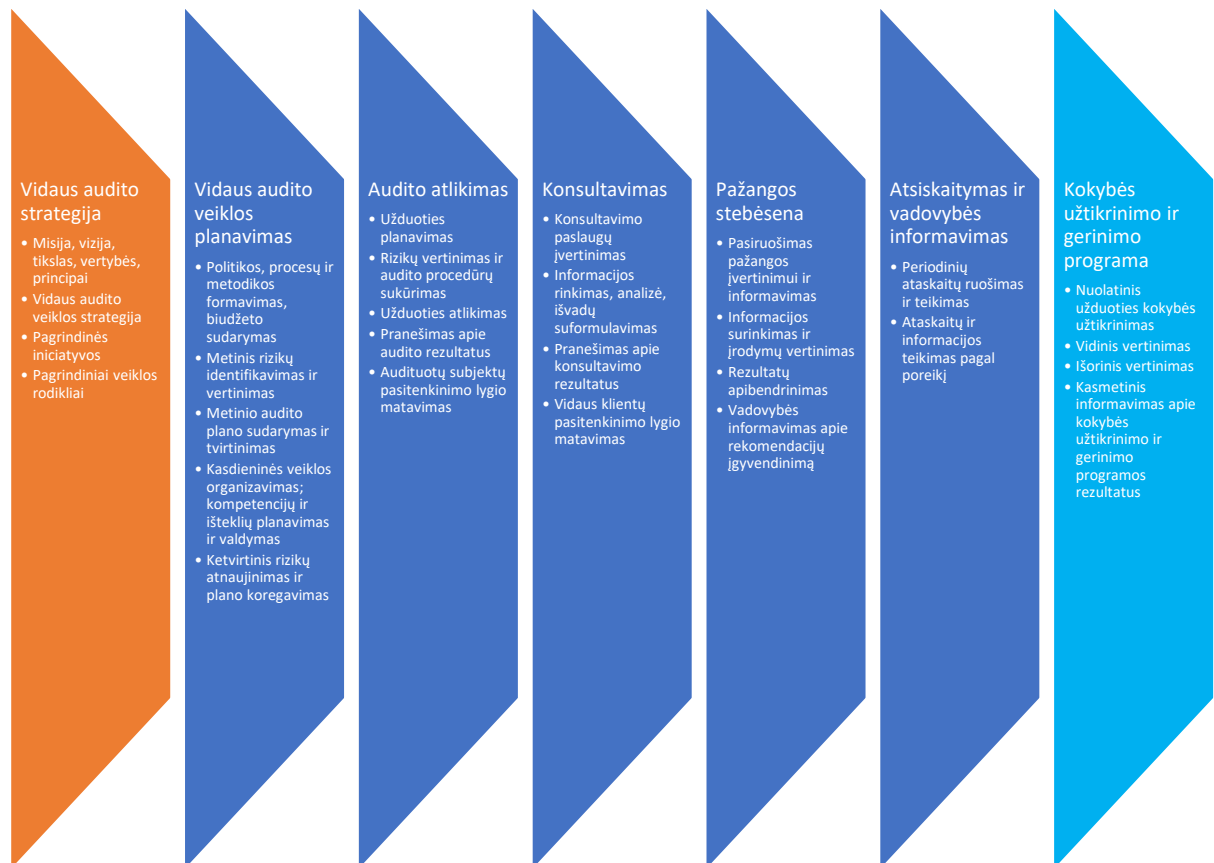 Vidaus audito
strategija
• Misija, vizija,
tikslas, vertybės,
principai
• Vidaus audito
veiklos strategija
• Pagrindinės
iniciatyvos
• Pagrindiniai veiklos
rodikliai
Vidaus audito
veiklos
planavimas
• Politikos, procesų ir
metodikos
formavimas,
biudžeto
sudarymas
• Metinis rizikų
identifikavimas ir
vertinimas
• Metinio audito
plano sudarymas ir
tvirtinimas
• Kasdieninės veiklos
organizavimas;
kompetencijų ir
išteklių planavimas
ir valdymas
• Ketvirtinis rizikų
atnaujinimas ir
plano koregavimas
Audito atlikimas
• Užduoties
planavimas
• Rizikų vertinimas ir
audito procedūrų
sukūrimas
• Užduoties atlikimas
• Pranešimas apie
audito rezultatus
• Audituotų subjektų
pasitenkinimo lygio
matavimas
Konsultavimas
• Konsultavimo
paslaugų
įvertinimas
• Informacijos
rinkimas, analizė,
išvadų
suformulavimas
• Pranešimas apie
konsultavimo
rezultatus
• Vidaus klientų
pasitenkinimo lygio
matavimas
Pažangos
stebėsena
• Pasiruošimas
pažangos
įvertinimui ir
informavimas
• Informacijos
surinkimas ir
įrodymų vertinimas
• Rezultatų
apibendrinimas
• Vadovybės
informavimas apie
rekomendacijų
įgyvendinimą
Atsiskaitymas ir
vadovybės
informavimas
• Periodinių
ataskaitų ruošimas
ir teikimas
• Ataskaitų ir
informacijos
teikimas pagal
poreikį
Kokybės
užtikrinimo ir
gerinimo
programa
• Nuolatinis
užduoties kokybės
užtikrinimas
• Vidinis vertinimas
• Išorinis vertinimas
• Kasmetinis
informavimas apie
kokybės
užtikrinimo ir
gerinimo
programos
rezultatus